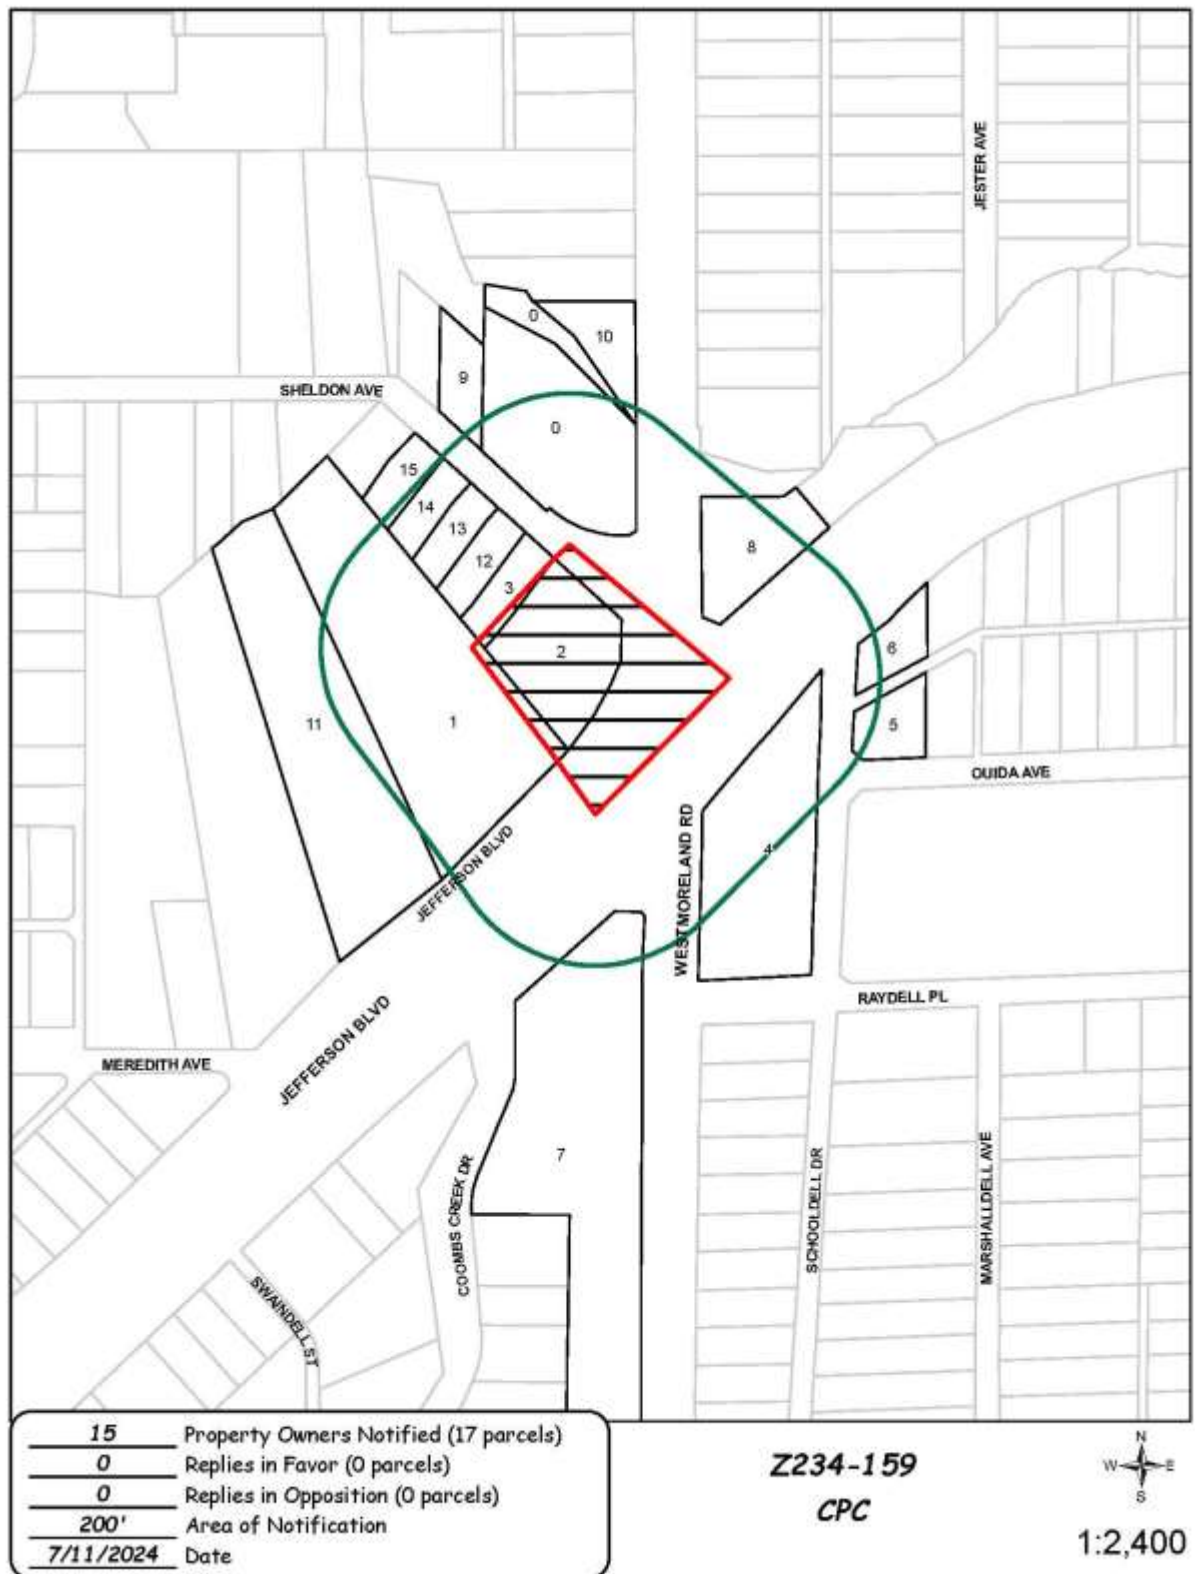 JESTER AVE
0
10
9
SHELDON AVE
0
15
14
13
12
3
8
2
6
11
1
5
OUIDA AVE
4
JEFFERSON BLVD
WESTMORELAND RD
RAYDELL PL
JEFFERSON BLVD
MEREDITH AVE
7
COOMBS CREEK DR
SCHOOLDELL DR
MARSHALLDELL AVE
SWAINDELL ST
15 Property Owners Notified (17 parcels)
0 Replies in Favor (0 parcels)
0 Replies in Opposition (0 parcels)
200' Area of Notification
7/11/2024 Date
Z234-159
CPC
N
W E
S
1:2,400